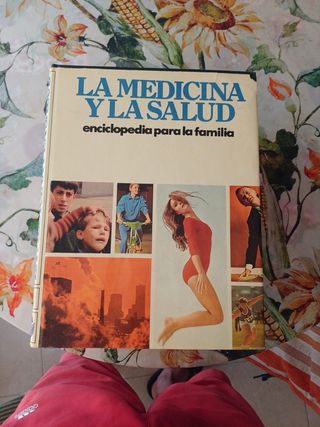 LA MEDICINA
Y LA SALUD
enciclopedia para la familia